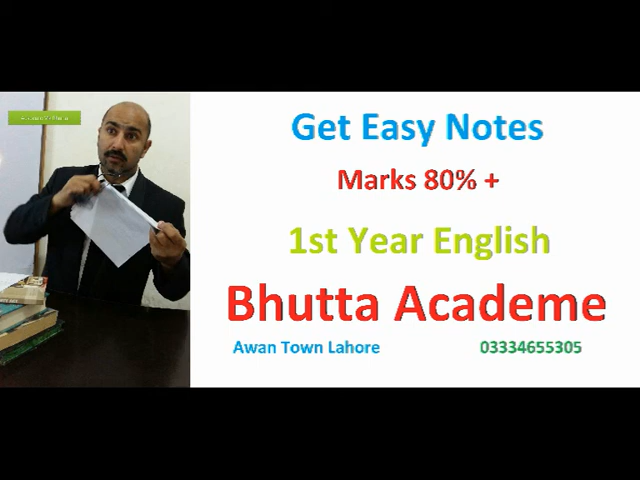 Get Easy Notes
Marks 80% +
1st Year English
Bhutta Academe
Awan Town Lahore 03334655305